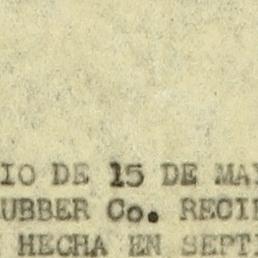 IO DE 15 DE MA
UBBER Co. RECI
HECHA EN SEPT